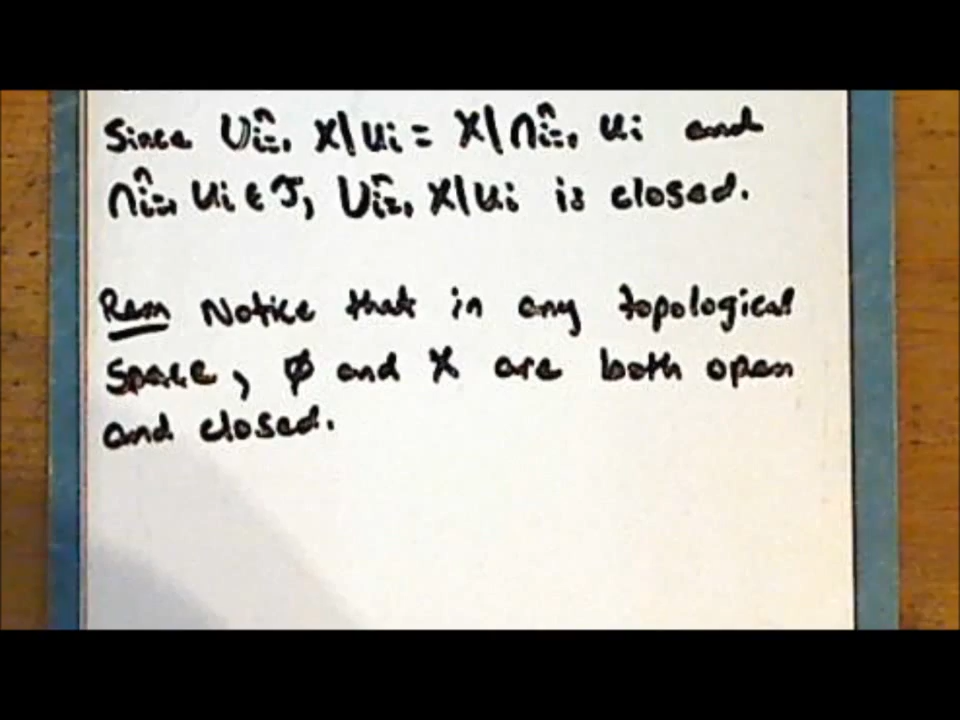 Since ∪ⁿᵢ₌₁ X\uᵢ = X\∩ⁿᵢ₌₁ uᵢ and
∩ⁿᵢ₌₁ uᵢ ∈ T, ∪ⁿᵢ₌₁ X\uᵢ is closed.
Rem Notice that in any topological
space, ∅ and X are both open
and closed.